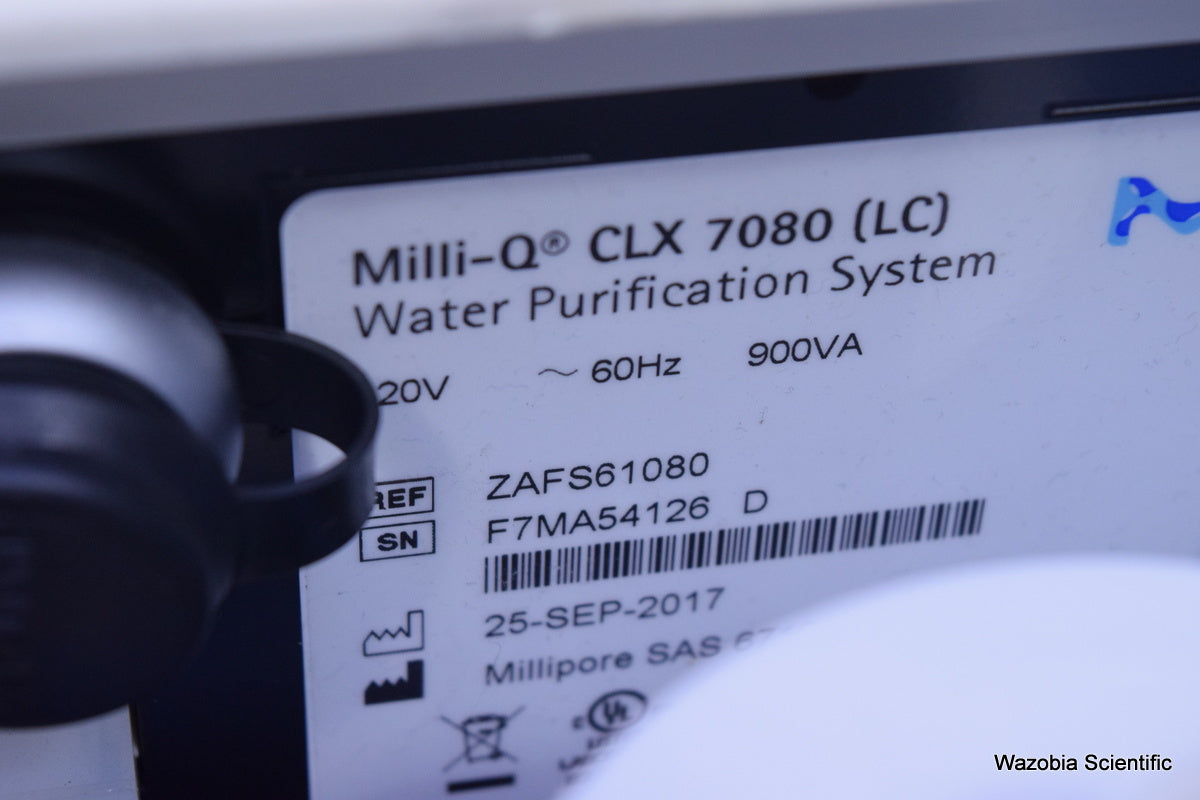 Milli-Q® CLX 7080 (LC)
Water Purification System
20V ~ 60Hz 900VA
REF ZAFS61080
SN F7MA54126 D
25-SEP-2017
Millipore SAS
Wazobia Scientific